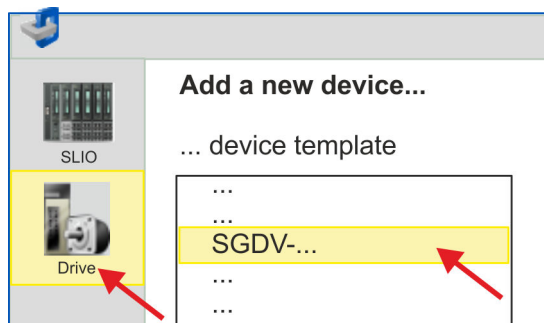 Add a new device...
SLIO
... device template
...
...
SGDV-...
Drive
...
...